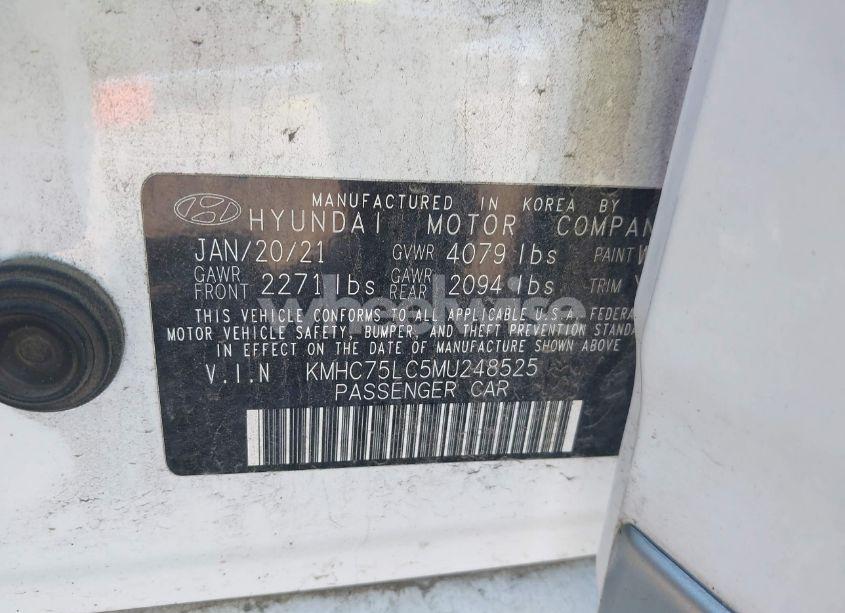 MANUFACTURED IN KOREA BY
HYUNDAI MOTOR COMPAN
JAN/20/21 GVWR 4079 lbs PAINT W
GAWR FRONT 2271 lbs GAWR REAR 2094 lbs TRIM Y
THIS VEHICLE CONFORMS TO ALL APPLICABLE U.S.A. FEDERA
MOTOR VEHICLE SAFETY, BUMPER, AND THEFT PREVENTION STANDA
IN EFFECT ON THE DATE OF MANUFACTURE SHOWN ABOVE
V.I.N KMHC75LC5MU248525
PASSENGER CAR